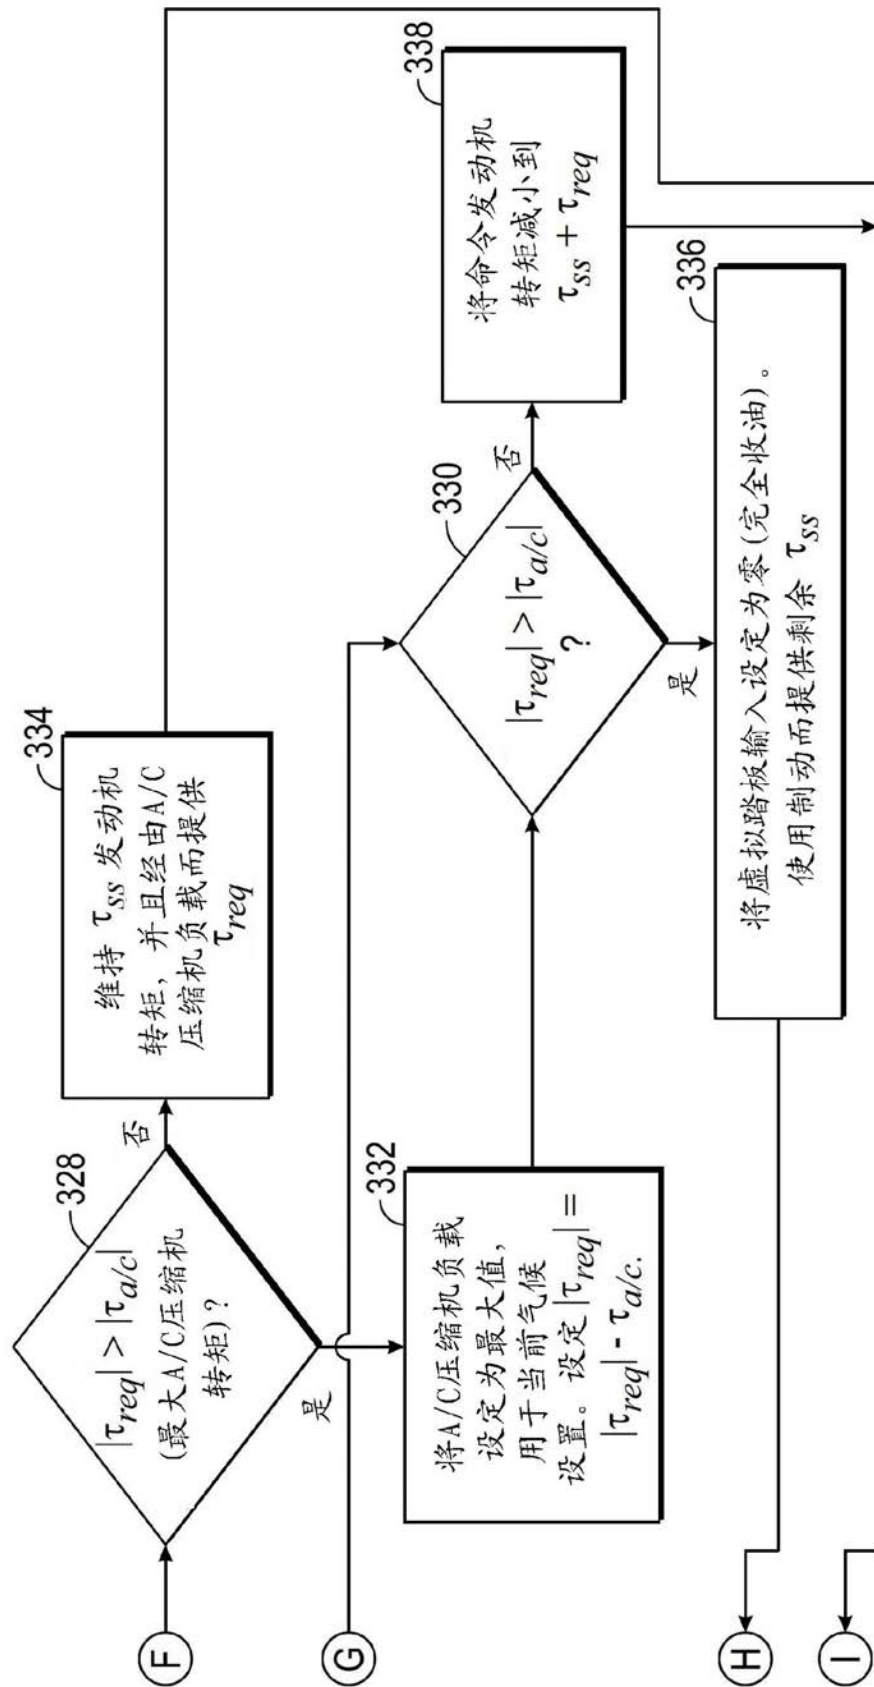 F
328
|τreq| > |τa/c|
(最大A/C压缩机
转矩)?
否
是
334
维持 τss 发动机
转矩, 并且经由A/C
压缩机负载而提供
τreq
G
332
将A/C压缩机负载
设定为最大值,
用于当前气候
设置。设定|τreq| =
|τreq| - τa/c.
330
|τreq| > |τa/c|
?
否
是
338
将命令发动机
转矩减小到
τss + τreq
336
将虚拟踏板输入设定为零(完全收油)。
使用制动而提供剩余 τss
H
I